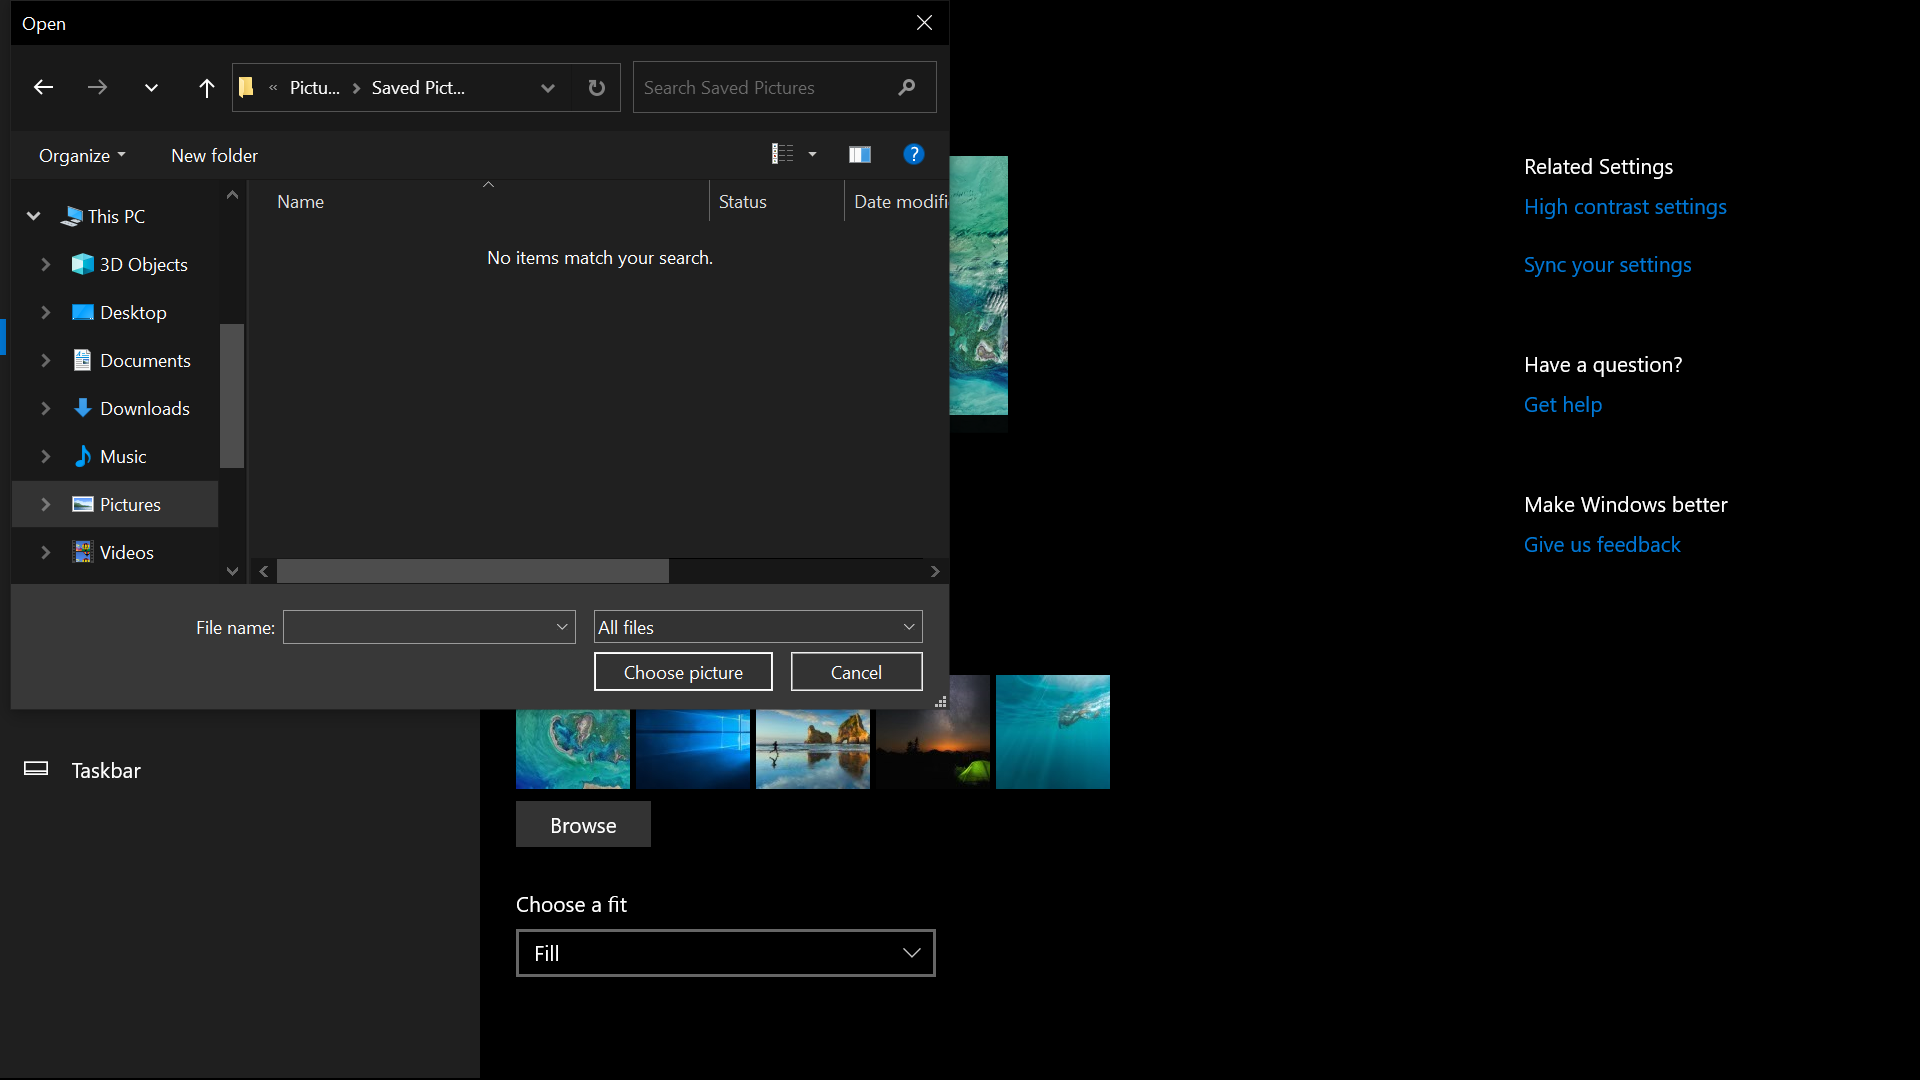 Open
« Pictu... > Saved Pict...
Search Saved Pictures
Organize
New folder
?
Name
Status
Date modifi
This PC
3D Objects
Desktop
Documents
Downloads
Music
Pictures
Videos
No items match your search.
File name:
All files
Choose picture
Cancel
Taskbar
Browse
Choose a fit
Fill
Related Settings
High contrast settings
Sync your settings
Have a question?
Get help
Make Windows better
Give us feedback